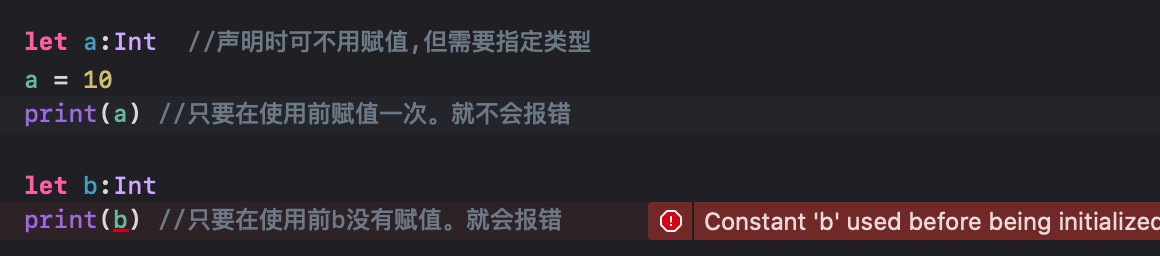 let a:Int  //声明时可不用赋值,但需要指定类型
a = 10
print(a) //只要在使用前赋值一次。就不会报错
let b:Int
print(b) //只要在使用前b没有赋值。就会报错 Constant 'b' used before being initialized